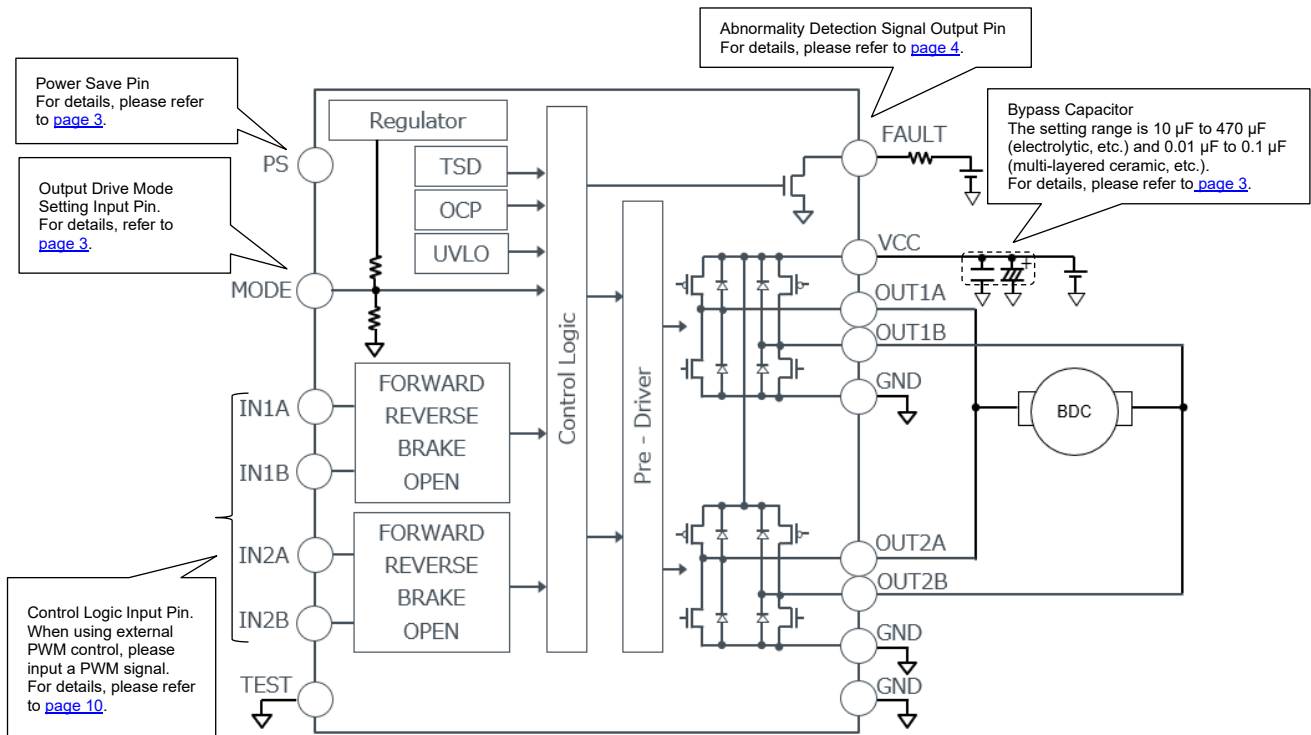 Abnormality Detection Signal Output Pin
For details, please refer to page 4.
Power Save Pin
For details, please refer
to page 3.
Bypass Capacitor
The setting range is 10 µF to 470 µF
(electrolytic, etc.) and 0.01 µF to 0.1 µF
(multi-layered ceramic, etc.).
For details, please refer to page 3.
Output Drive Mode
Setting Input Pin.
For details, refer to
page 3.
Control Logic Input Pin.
When using external
PWM control, please
input a PWM signal.
For details, please refer
to page 10.
PS
MODE
IN1A
IN1B
IN2A
IN2B
TEST
Regulator
TSD
OCP
UVLO
FORWARD
REVERSE
BRAKE
OPEN
FORWARD
REVERSE
BRAKE
OPEN
Control Logic
Pre - Driver
FAULT
VCC
+
OUT1A
OUT1B
GND
BDC
OUT2A
OUT2B
GND
GND